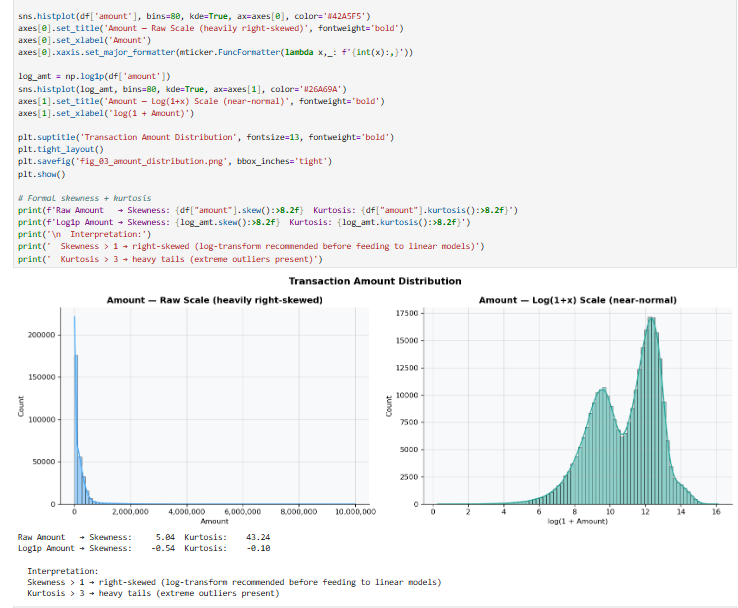 sns.histplot(df['amount'], bins=80, kde=True, ax=axes[0], color='#42A5F5')
axes[0].set_title('Amount — Raw Scale (heavily right-skewed)', fontweight='bold')
axes[0].set_xlabel('Amount')
axes[0].xaxis.set_major_formatter(mticker.FuncFormatter(lambda x,_: f'{int(x):,}'))
log_amt = np.log1p(df['amount'])
sns.histplot(log_amt, bins=80, kde=True, ax=axes[1], color='#26A69A')
axes[1].set_title('Amount — Log(1+x) Scale (near-normal)', fontweight='bold')
axes[1].set_xlabel('log(1 + Amount)')
plt.suptitle('Transaction Amount Distribution', fontsize=13, fontweight='bold')
plt.tight_layout()
plt.savefig('fig_03_amount_distribution.png', bbox_inches='tight')
plt.show()
# Formal skewness + kurtosis
print(f'Raw Amount   → Skewness: {df["amount"].skew():>8.2f}  Kurtosis: {df["amount"].kurtosis():>8.2f}')
print(f'Log1p Amount → Skewness: {log_amt.skew():>8.2f}  Kurtosis: {log_amt.kurtosis():>8.2f}')
print('\n  Interpretation:')
print('  Skewness > 1 → right-skewed (log-transform recommended before feeding to linear models)')
print('  Kurtosis > 3 → heavy tails (extreme outliers present)')
Transaction Amount Distribution
Amount — Raw Scale (heavily right-skewed)
200000
150000
100000
50000
0
Count
0 2,000,000 4,000,000 6,000,000 8,000,000 10,000,000
Amount
Amount — Log(1+x) Scale (near-normal)
17500
15000
12500
10000
7500
5000
2500
0
Count
0 2 4 6 8 10 12 14 16
log(1 + Amount)
Raw Amount   → Skewness:     5.04  Kurtosis:    43.24
Log1p Amount → Skewness:    -0.54  Kurtosis:    -0.10
Interpretation:
Skewness > 1 → right-skewed (log-transform recommended before feeding to linear models)
Kurtosis > 3 → heavy tails (extreme outliers present)